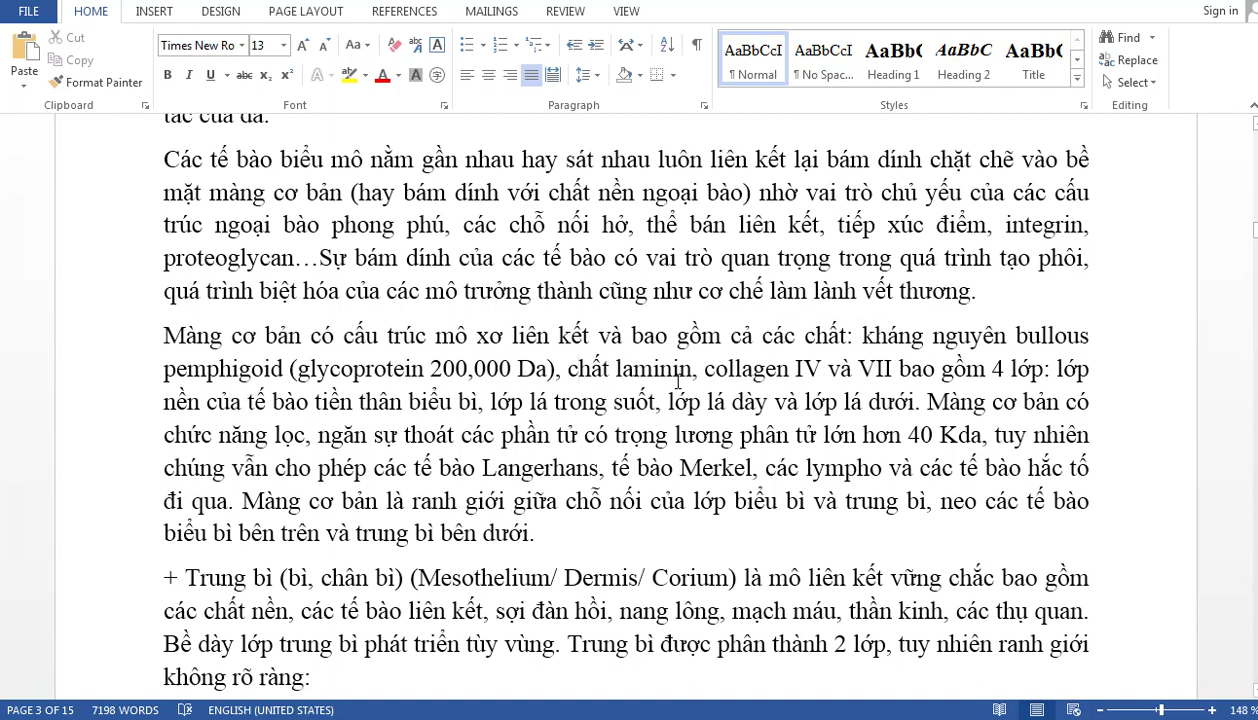 FILE HOME INSERT DESIGN PAGE LAYOUT REFERENCES MAILINGS REVIEW VIEW Sign in
Cut
Copy
Format Painter
Paste
Clipboard
Times New Ro 13
Font
Paragraph
AaBbCcI AaBbCcI AaBbC AaBbC AaBbC
¶ Normal ¶ No Spac... Heading 1 Heading 2 Title
Styles
Find
Replace
Select
Editing
tác của da.
Các tế bào biểu mô nằm gần nhau hay sát nhau luôn liên kết lại bám dính chặt chẽ vào bề
mặt màng cơ bản (hay bám dính với chất nền ngoại bào) nhờ vai trò chủ yếu của các cấu
trúc ngoại bào phong phú, các chỗ nối hở, thể bán liên kết, tiếp xúc điểm, integrin,
proteoglycan…Sự bám dính của các tế bào có vai trò quan trọng trong quá trình tạo phôi,
quá trình biệt hóa của các mô trưởng thành cũng như cơ chế làm lành vết thương.
Màng cơ bản có cấu trúc mô xơ liên kết và bao gồm cả các chất: kháng nguyên bullous
pemphigoid (glycoprotein 200,000 Da), chất laminin, collagen IV và VII bao gồm 4 lớp: lớp
nền của tế bào tiền thân biểu bì, lớp lá trong suốt, lớp lá dày và lớp lá dưới. Màng cơ bản có
chức năng lọc, ngăn sự thoát các phần tử có trọng lương phân tử lớn hơn 40 Kda, tuy nhiên
chúng vẫn cho phép các tế bào Langerhans, tế bào Merkel, các lympho và các tế bào hắc tố
đi qua. Màng cơ bản là ranh giới giữa chỗ nối của lớp biểu bì và trung bì, neo các tế bào
biểu bì bên trên và trung bì bên dưới.
+ Trung bì (bì, chân bì) (Mesothelium/ Dermis/ Corium) là mô liên kết vững chắc bao gồm
các chất nền, các tế bào liên kết, sợi đàn hồi, nang lông, mạch máu, thần kinh, các thụ quan.
Bề dày lớp trung bì phát triển tùy vùng. Trung bì được phân thành 2 lớp, tuy nhiên ranh giới
không rõ ràng:
PAGE 3 OF 15 7198 WORDS ENGLISH (UNITED STATES) 148 %